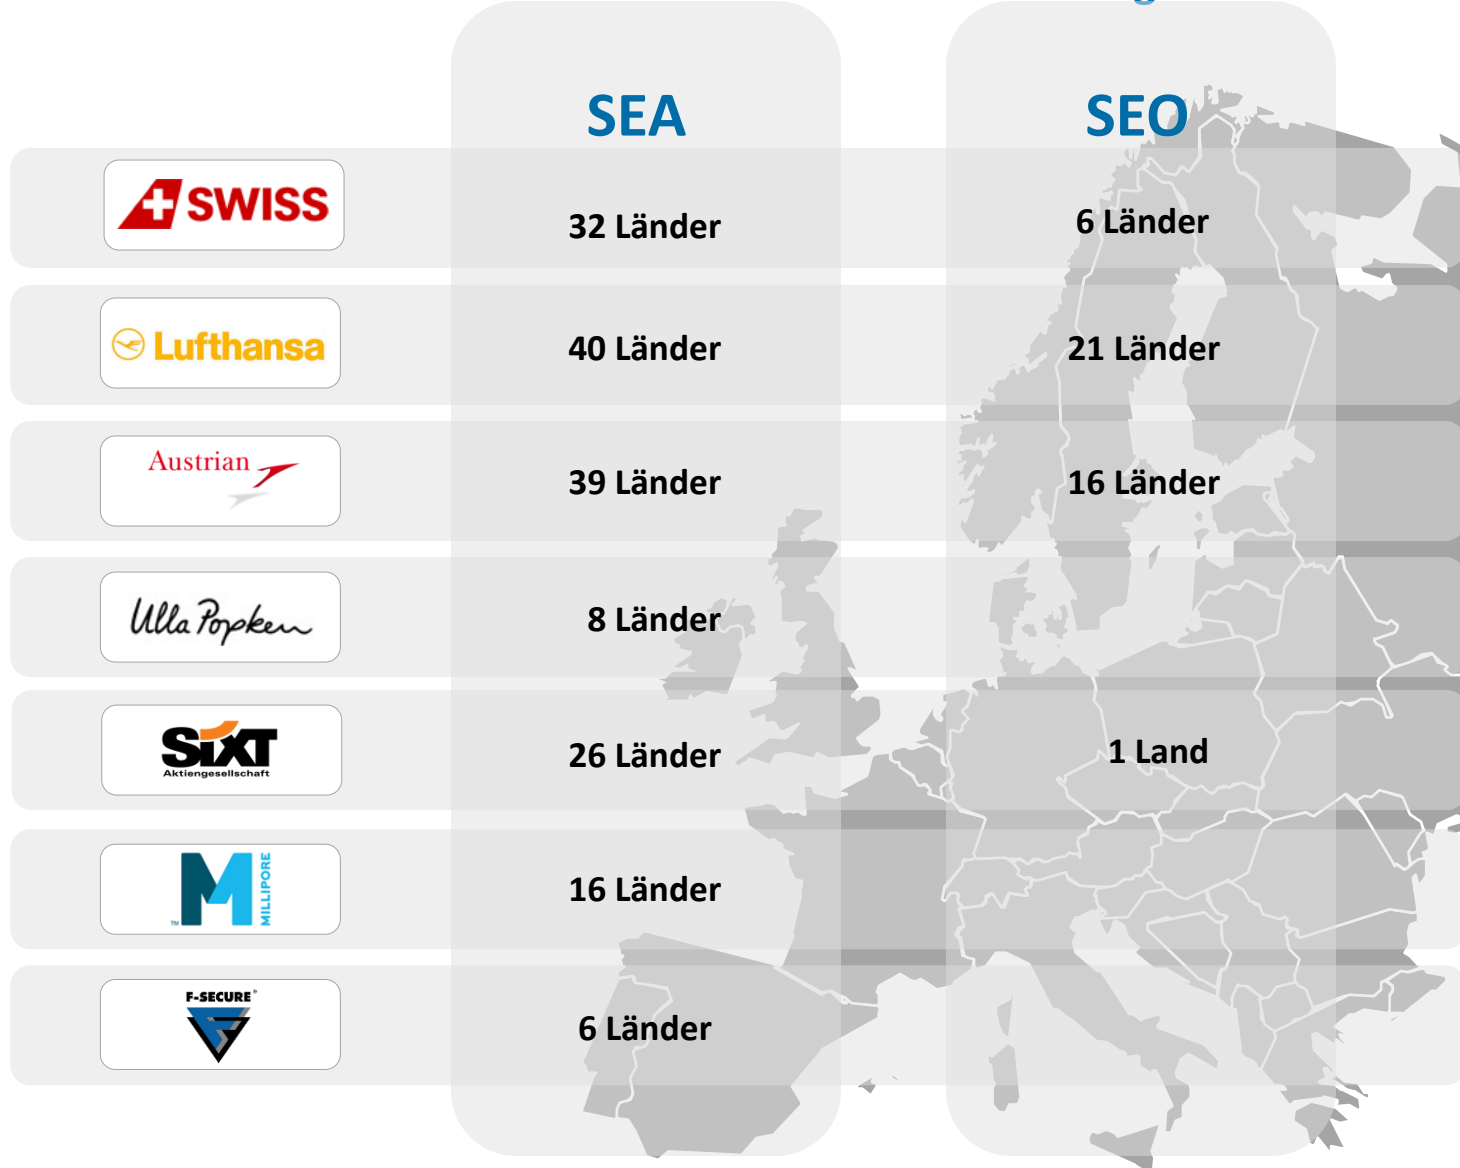 SEA SEO
SWISS 32 Länder 6 Länder
Lufthansa 40 Länder 21 Länder
Austrian 39 Länder 16 Länder
Ulla Popken 8 Länder
SIXT 26 Länder 1 Land
Aktiengesellschaft
M MILLIPORE 16 Länder
TM
F-SECURE®
6 Länder